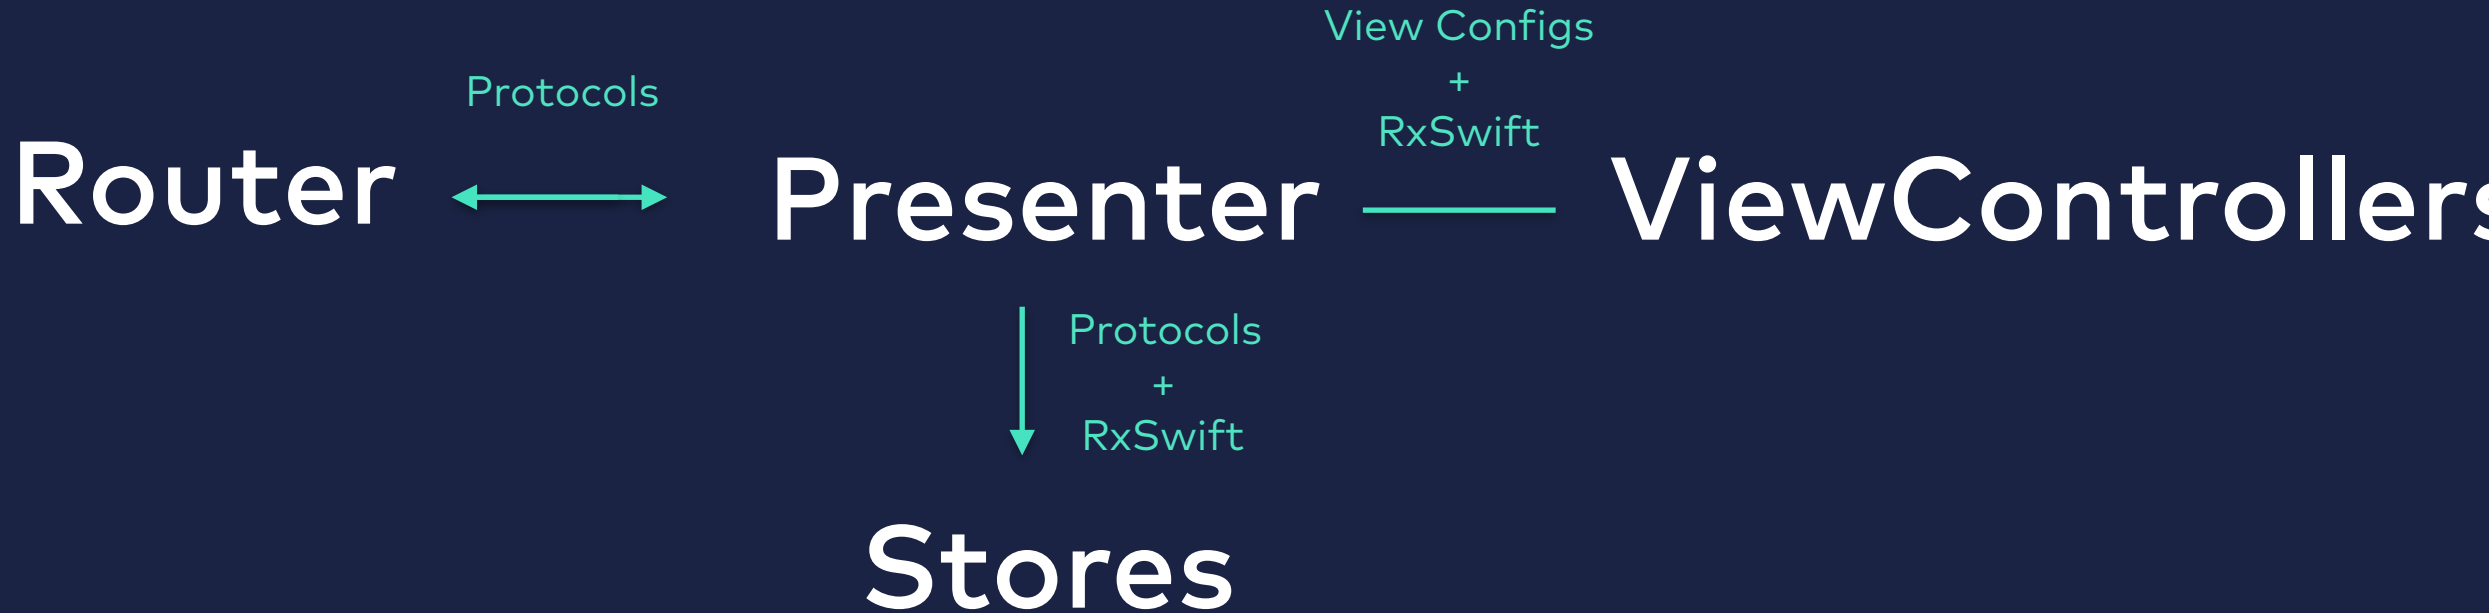 View Configs
+
RxSwift
Protocols
Router
Presenter
ViewControllers
Protocols
+
RxSwift
Stores